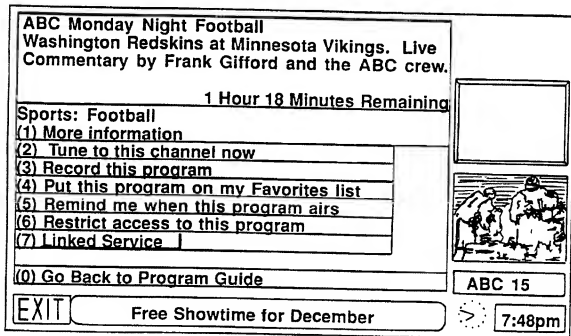 ABC Monday Night Football
Washington Redskins at Minnesota Vikings. Live
Commentary by Frank Gifford and the ABC crew.
1 Hour 18 Minutes Remaining
Sports: Football
(1) More information
(2) Tune to this channel now
(3) Record this program
(4) Put this program on my Favorites list
(5) Remind me when this program airs
(6) Restrict access to this program
(7) Linked Service
(0) Go Back to Program Guide
ABC 15
EXIT
Free Showtime for December
7:48pm